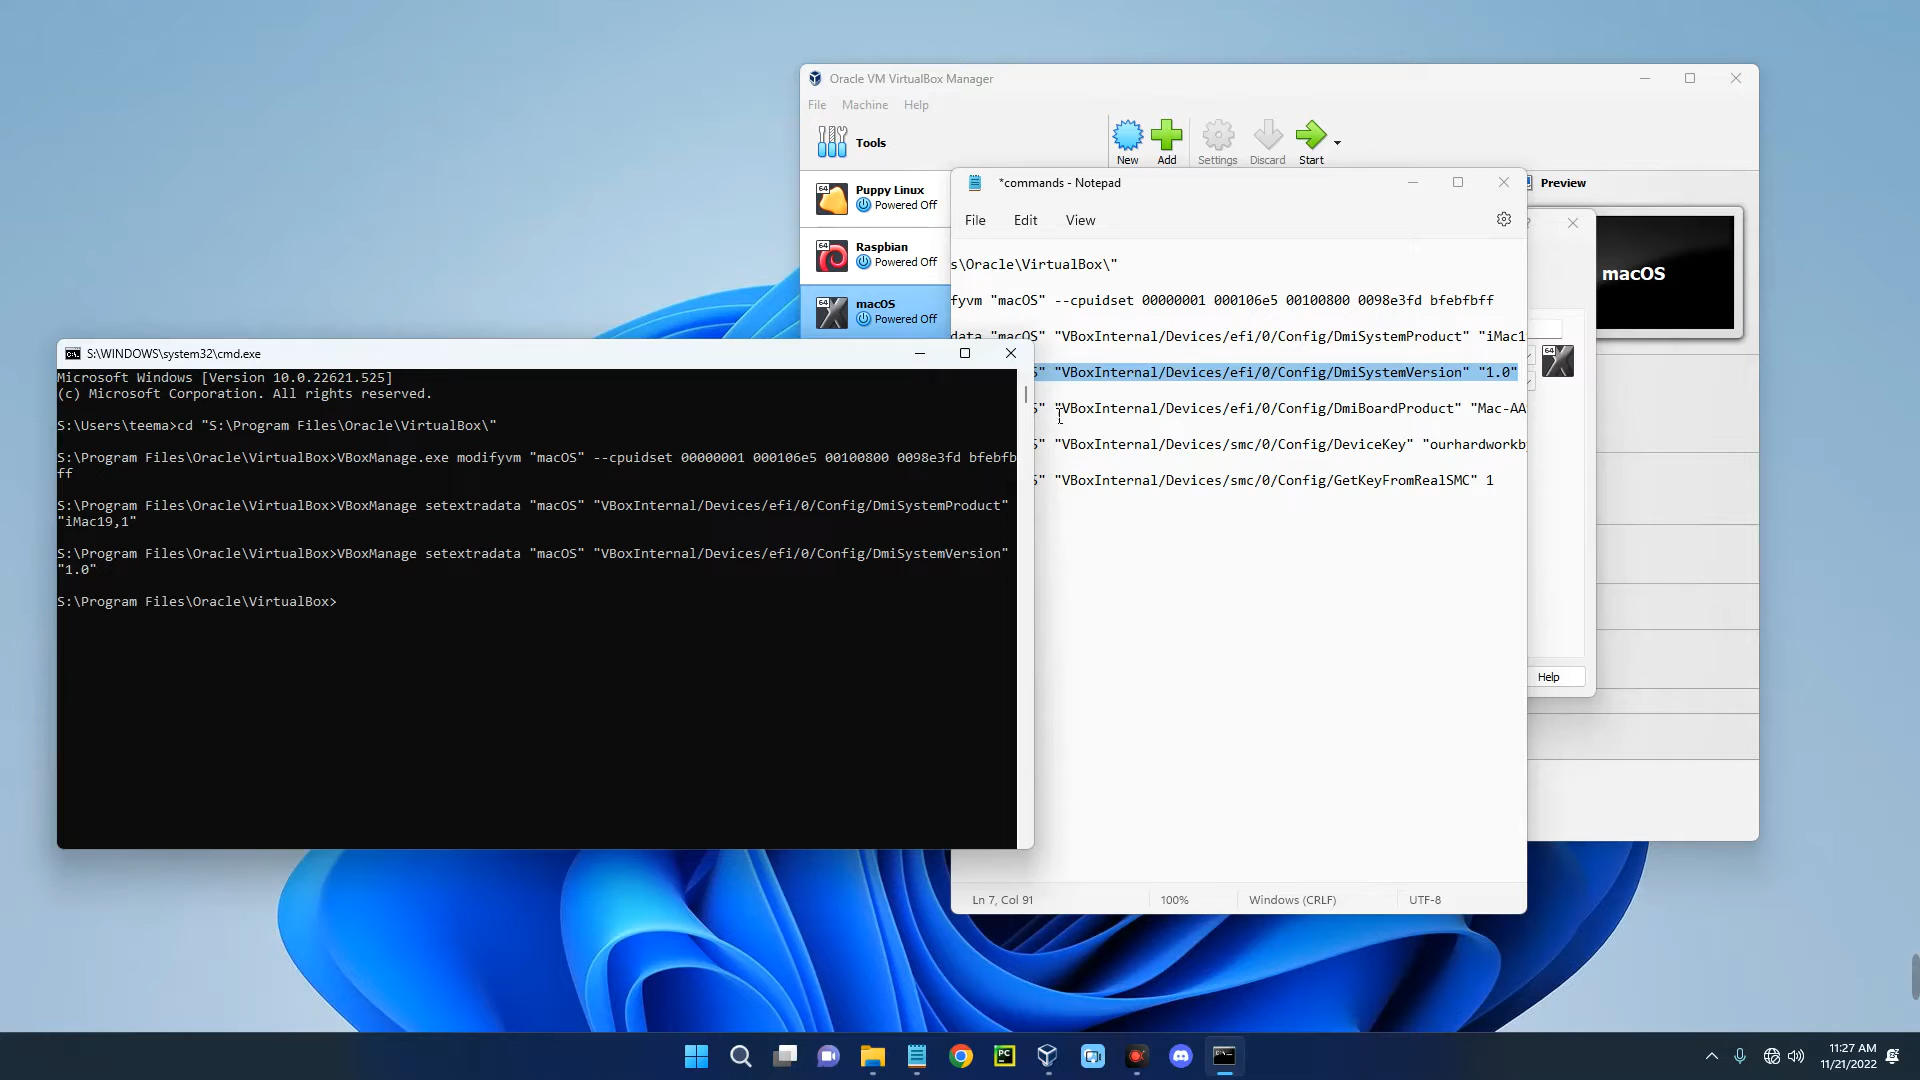 Oracle VM VirtualBox Manager
File Machine Help
Tools
New Add Settings Discard Start
64
Puppy Linux
Powered Off
64
Raspbian
Powered Off
64
macOS
Powered Off
Preview
macOS
*commands - Notepad
File Edit View
s\Oracle\VirtualBox\"
fyvm "macOS" --cpuidset 00000001 000106e5 00100800 0098e3fd bfebfbff
data "macOS" "VBoxInternal/Devices/efi/0/Config/DmiSystemProduct" "iMac1
S" "VBoxInternal/Devices/efi/0/Config/DmiSystemVersion" "1.0"
S" "VBoxInternal/Devices/efi/0/Config/DmiBoardProduct" "Mac-AA
S" "VBoxInternal/Devices/smc/0/Config/DeviceKey" "ourhardworkb
S" "VBoxInternal/Devices/smc/0/Config/GetKeyFromRealSMC" 1
Ln 7, Col 91
100%
Windows (CRLF)
UTF-8
64
Help
S:\WINDOWS\system32\cmd.exe
Microsoft Windows [Version 10.0.22621.525]
(c) Microsoft Corporation. All rights reserved.
S:\Users\teema>cd "S:\Program Files\Oracle\VirtualBox\"
S:\Program Files\Oracle\VirtualBox>VBoxManage.exe modifyvm "macOS" --cpuidset 00000001 000106e5 00100800 0098e3fd bfebfb
ff
S:\Program Files\Oracle\VirtualBox>VBoxManage setextradata "macOS" "VBoxInternal/Devices/efi/0/Config/DmiSystemProduct"
"iMac19,1"
S:\Program Files\Oracle\VirtualBox>VBoxManage setextradata "macOS" "VBoxInternal/Devices/efi/0/Config/DmiSystemVersion"
"1.0"
S:\Program Files\Oracle\VirtualBox>
PC
11:27 AM
11/21/2022